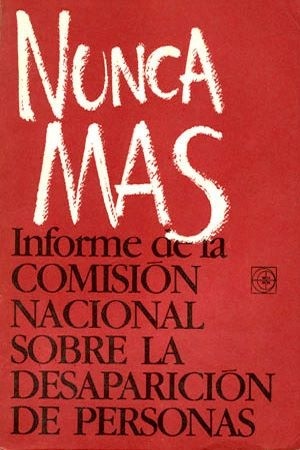 NUNCA
MAS
Informe de la
COMISIÓN
NACIONAL
SOBRE LA
DESAPARICIÓN
DE PERSONAS